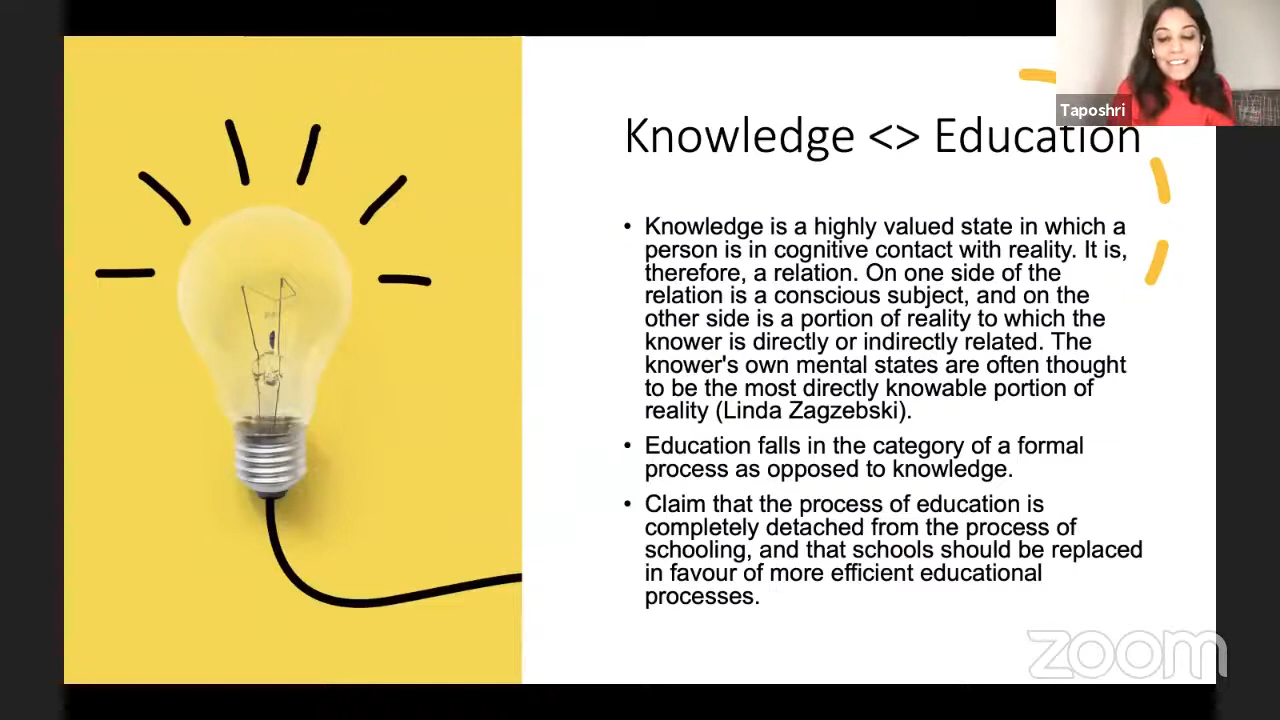 Taposhri
Knowledge <> Education
• Knowledge is a highly valued state in which a
person is in cognitive contact with reality. It is,
therefore, a relation. On one side of the
relation is a conscious subject, and on the
other side is a portion of reality to which the
knower is directly or indirectly related. The
knower's own mental states are often thought
to be the most directly knowable portion of
reality (Linda Zagzebski).
• Education falls in the category of a formal
process as opposed to knowledge.
• Claim that the process of education is
completely detached from the process of
schooling, and that schools should be replaced
in favour of more efficient educational
processes.
zoom